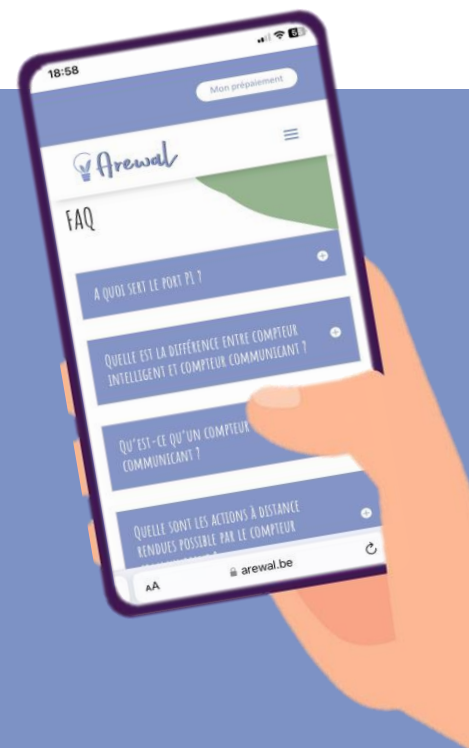 18:58
Mon prépaiement
Arewal
FAQ
A QUOI SERT LE PORT P1 ?
QUELLE EST LA DIFFÉRENCE ENTRE COMPTEUR
INTELLIGENT ET COMPTEUR COMMUNICANT ?
QU'EST-CE QU'UN COMPTEUR
COMMUNICANT ?
QUELLE SONT LES ACTIONS À DISTANCE
RENDUES POSSIBLE PAR LE COMPTEUR
AA
arewal.be